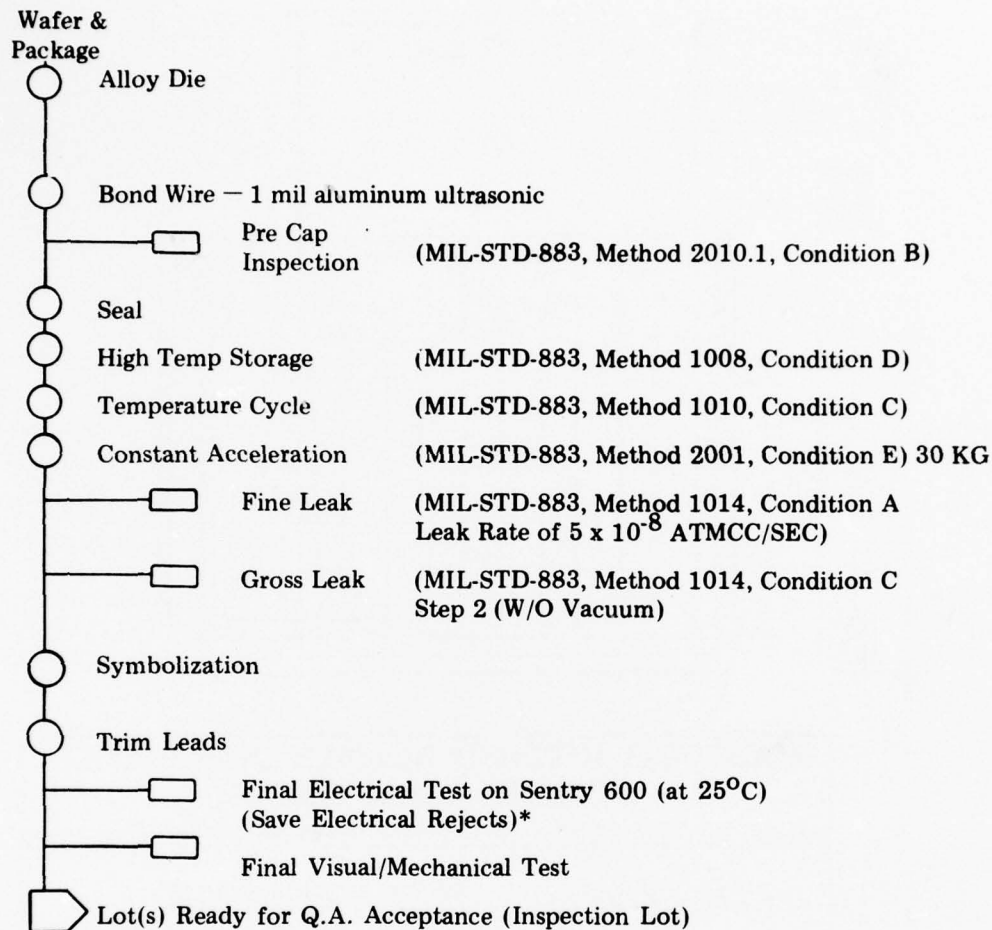 Wafer &
Package
Alloy Die
Bond Wire — 1 mil aluminum ultrasonic
Pre Cap
Inspection
(MIL-STD-883, Method 2010.1, Condition B)
Seal
High Temp Storage (MIL-STD-883, Method 1008, Condition D)
Temperature Cycle (MIL-STD-883, Method 1010, Condition C)
Constant Acceleration (MIL-STD-883, Method 2001, Condition E) 30 KG
Fine Leak (MIL-STD-883, Method 1014, Condition A
Leak Rate of 5 x 10⁻⁸ ATMCC/SEC)
Gross Leak (MIL-STD-883, Method 1014, Condition C
Step 2 (W/O Vacuum)
Symbolization
Trim Leads
Final Electrical Test on Sentry 600 (at 25°C)
(Save Electrical Rejects)*
Final Visual/Mechanical Test
Lot(s) Ready for Q.A. Acceptance (Inspection Lot)